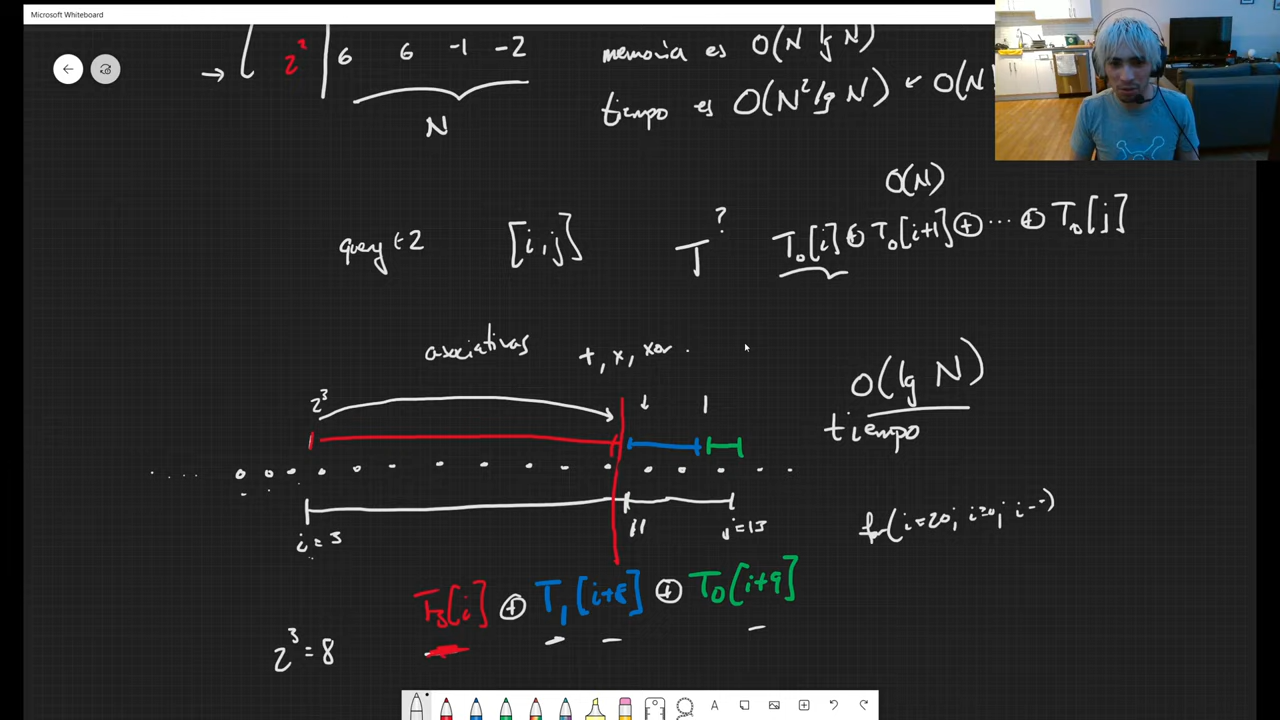 Microsoft Whiteboard
2² | 6 6 -1 -2
N
memoria es O(N lg N)
tiempo es O(N² lg N) ← O(N
O(N)
query t2 [i,j] T? T₀[i] ⊕ T₀[i+1] ⊕ ... ⊕ T₀[j]
asociativas +, x, xor.
O(lg N)
tiempo
2³
i=3 11 j=13
for(i=20; i≥0; i--)
T₃[i] ⊕ T₁[i+8] ⊕ T₀[i+9]
2³=8